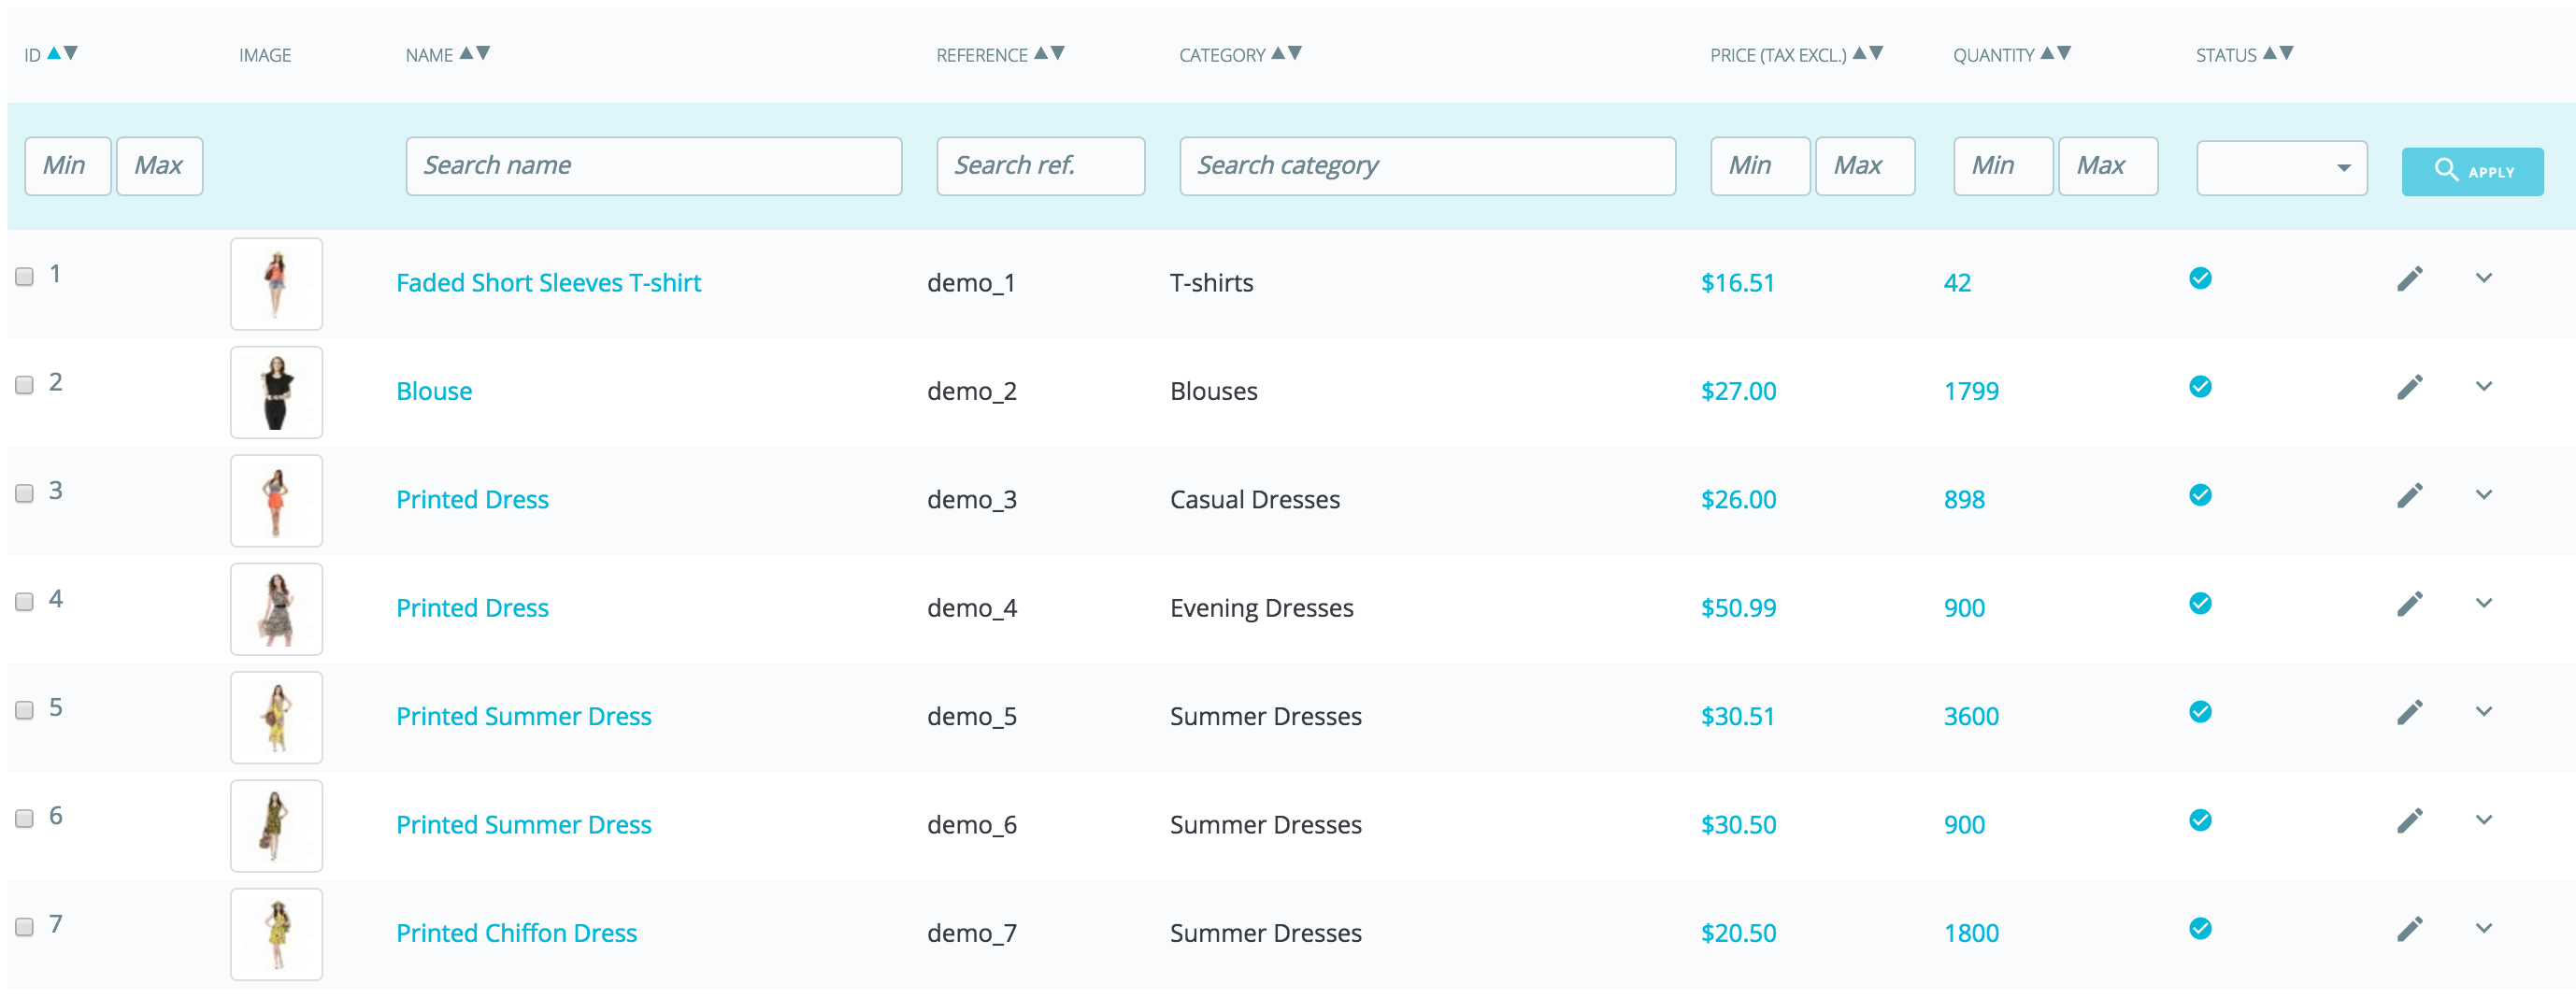 ID IMAGE NAME REFERENCE CATEGORY PRICE (TAX EXCL.) QUANTITY STATUS
Min Max Search name Search ref. Search category Min Max Min Max APPLY
1 Faded Short Sleeves T-shirt demo_1 T-shirts $16.51 42
2 Blouse demo_2 Blouses $27.00 1799
3 Printed Dress demo_3 Casual Dresses $26.00 898
4 Printed Dress demo_4 Evening Dresses $50.99 900
5 Printed Summer Dress demo_5 Summer Dresses $30.51 3600
6 Printed Summer Dress demo_6 Summer Dresses $30.50 900
7 Printed Chiffon Dress demo_7 Summer Dresses $20.50 1800